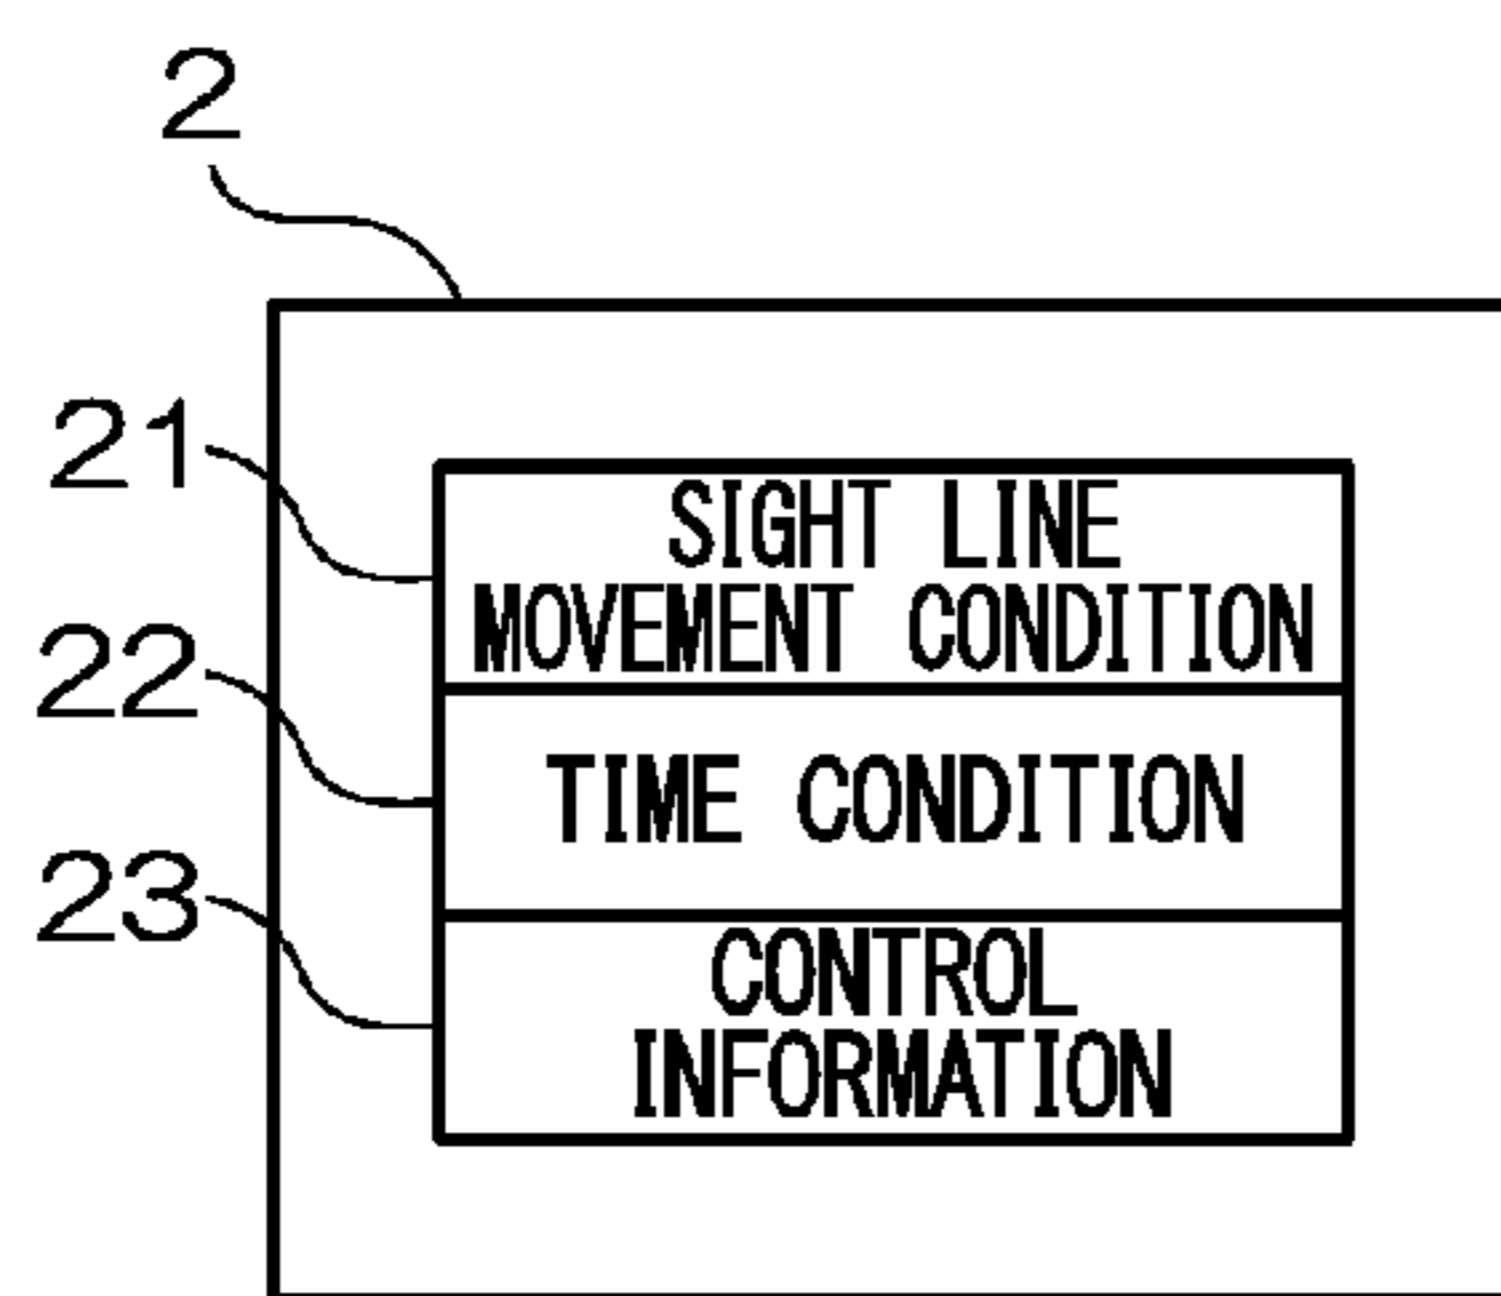 2
21
SIGHT LINE
MOVEMENT CONDITION
22
TIME CONDITION
23
CONTROL
INFORMATION